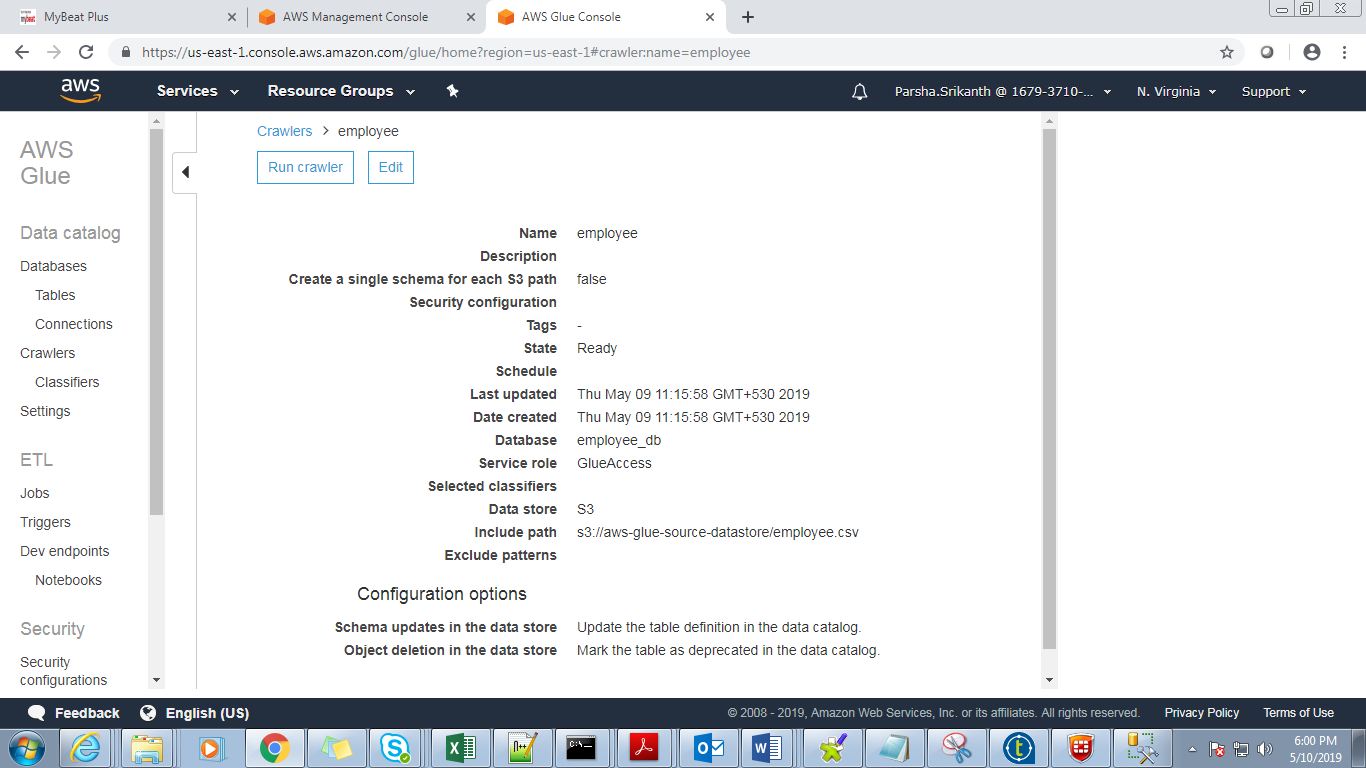 MyBeat Plus
AWS Management Console
AWS Glue Console
https://us-east-1.console.aws.amazon.com/glue/home?region=us-east-1#crawler:name=employee
aws
Services
Resource Groups
Parsha.Srikanth @ 1679-3710-...
N. Virginia
Support
AWS
Glue
Data catalog
Databases
Tables
Connections
Crawlers
Classifiers
Settings
ETL
Jobs
Triggers
Dev endpoints
Notebooks
Security
Security
configurations
Crawlers > employee
Run crawler Edit
Name employee
Description
Create a single schema for each S3 path false
Security configuration
Tags -
State Ready
Schedule
Last updated Thu May 09 11:15:58 GMT+530 2019
Date created Thu May 09 11:15:58 GMT+530 2019
Database employee_db
Service role GlueAccess
Selected classifiers
Data store S3
Include path s3://aws-glue-source-datastore/employee.csv
Exclude patterns
Configuration options
Schema updates in the data store Update the table definition in the data catalog.
Object deletion in the data store Mark the table as deprecated in the data catalog.
Feedback English (US) © 2008 - 2019, Amazon Web Services, Inc. or its affiliates. All rights reserved. Privacy Policy Terms of Use
6:00 PM
5/10/2019